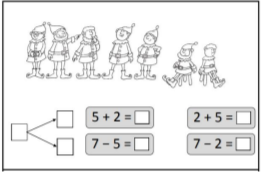 5 + 2 = 2 + 5 =
7 - 5 = 7 - 2 =